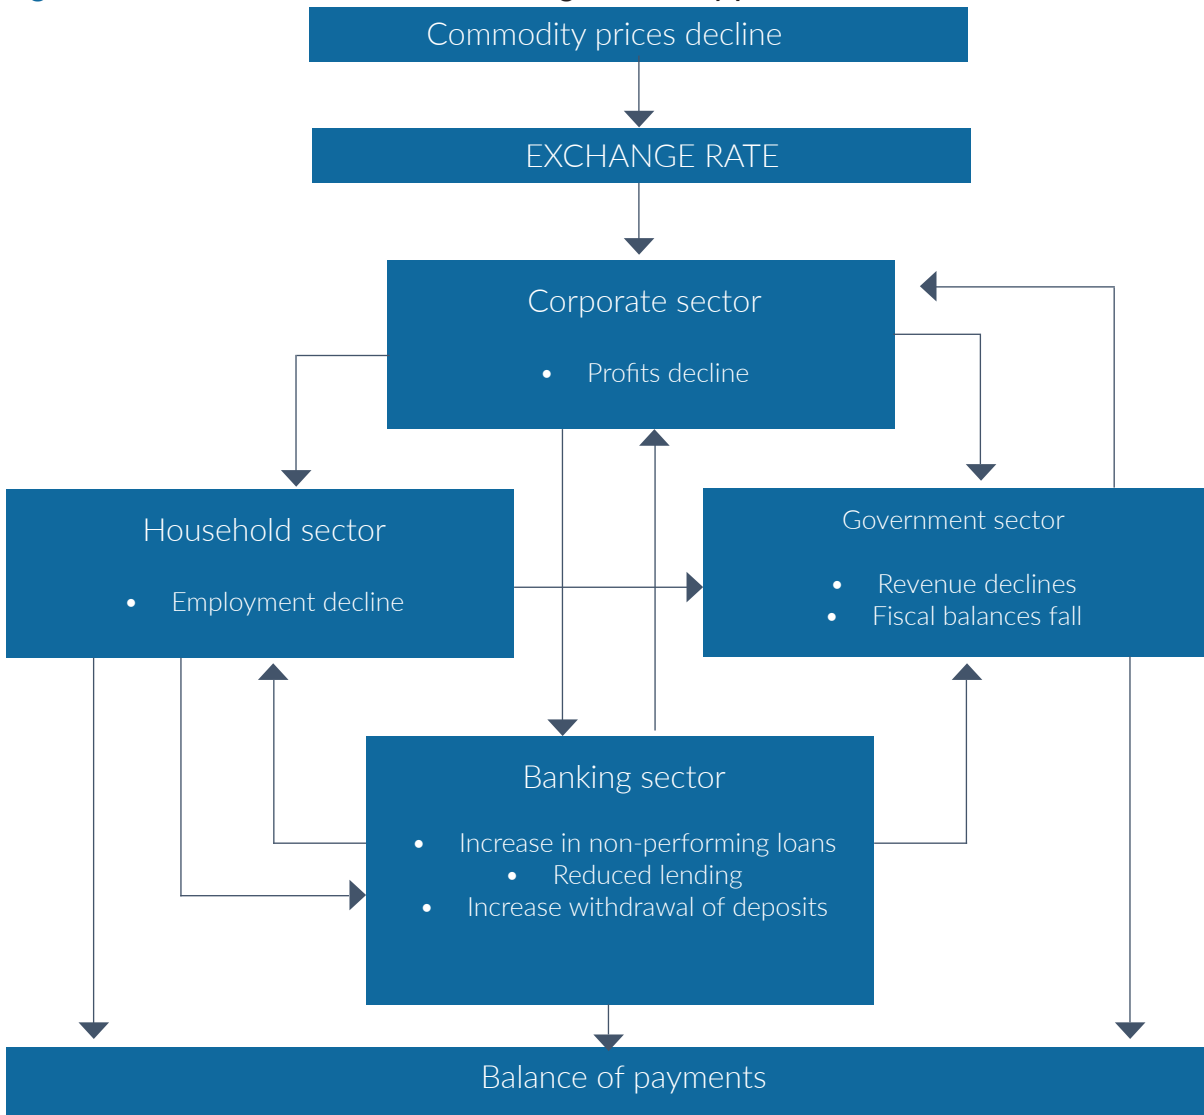 Commodity prices decline
EXCHANGE RATE
Corporate sector
• Profits decline
Household sector
• Employment decline
Government sector
• Revenue declines
• Fiscal balances fall
Banking sector
• Increase in non-performing loans
• Reduced lending
• Increase withdrawal of deposits
Balance of payments